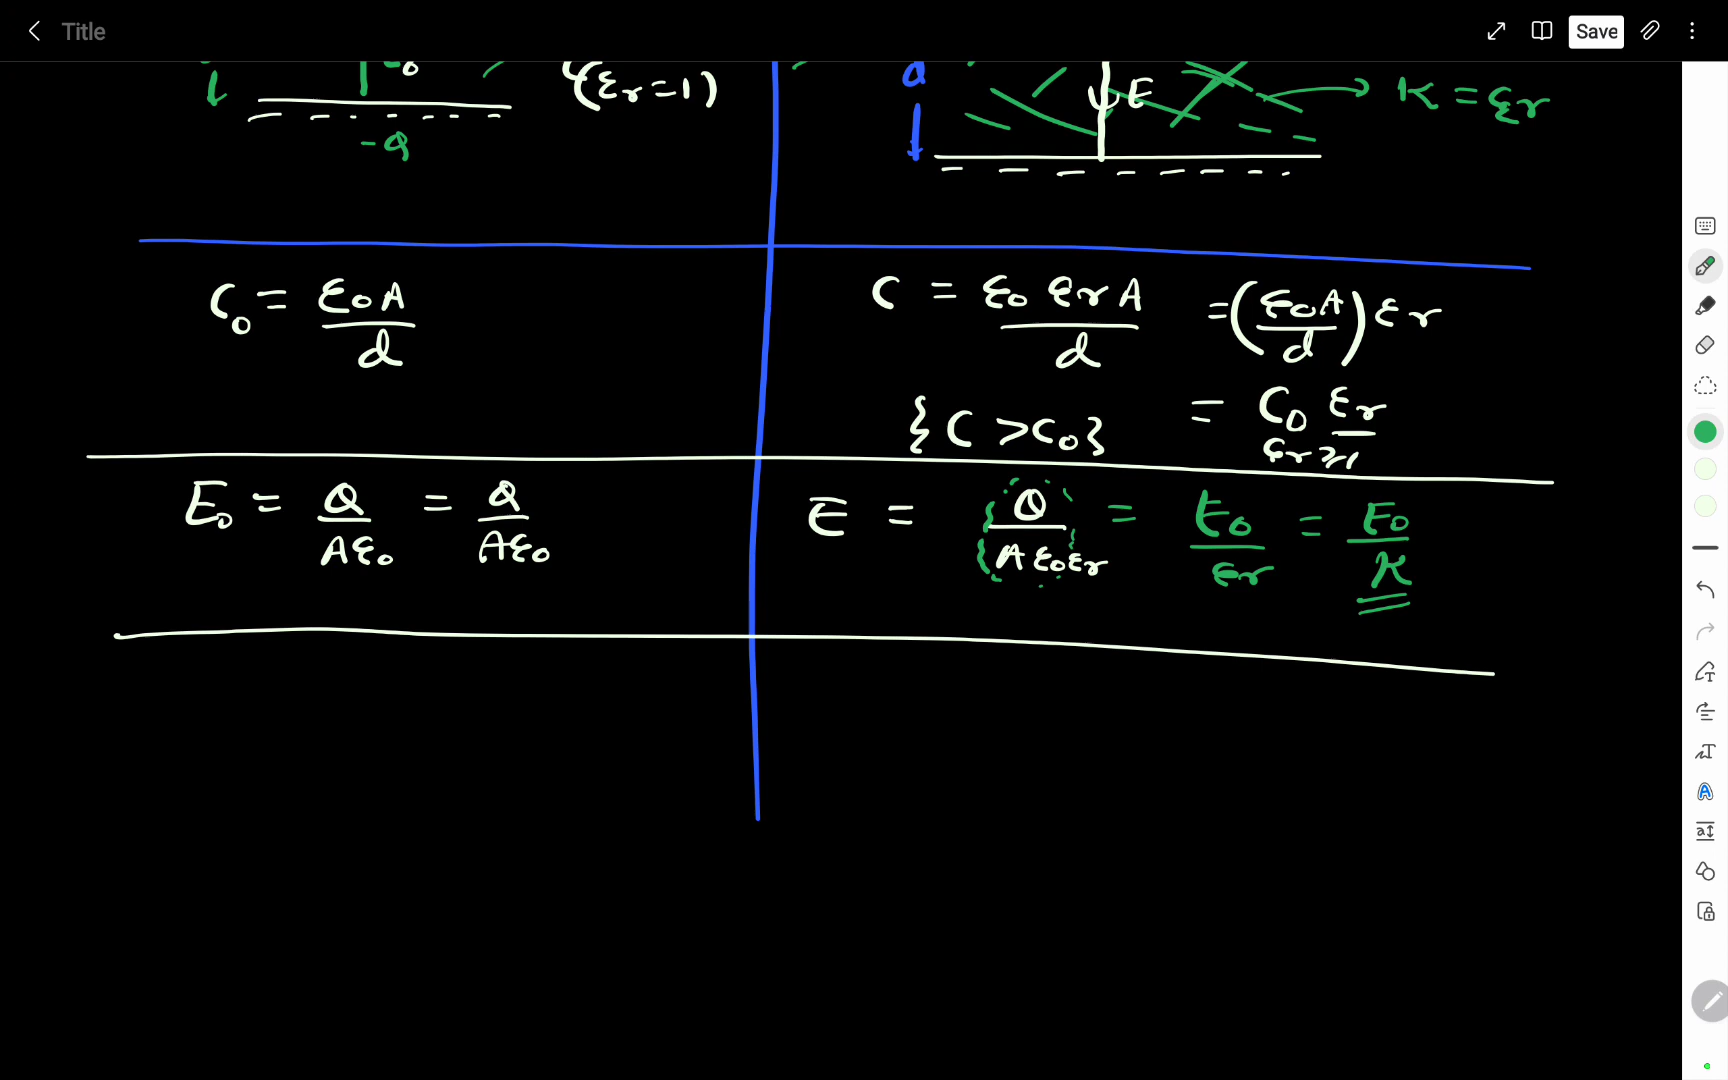 Title
Save
(εr=1)
-Q
d
E
K = εr
C₀ = ε₀A/d
C = ε₀ εr A/d = (ε₀A/d) εr
{C > C₀} = C₀ εr
εr ≥1
E₀ = Q/Aε₀ = Q/Aε₀
E = Q/Aε₀εr = E₀/εr = E₀/K